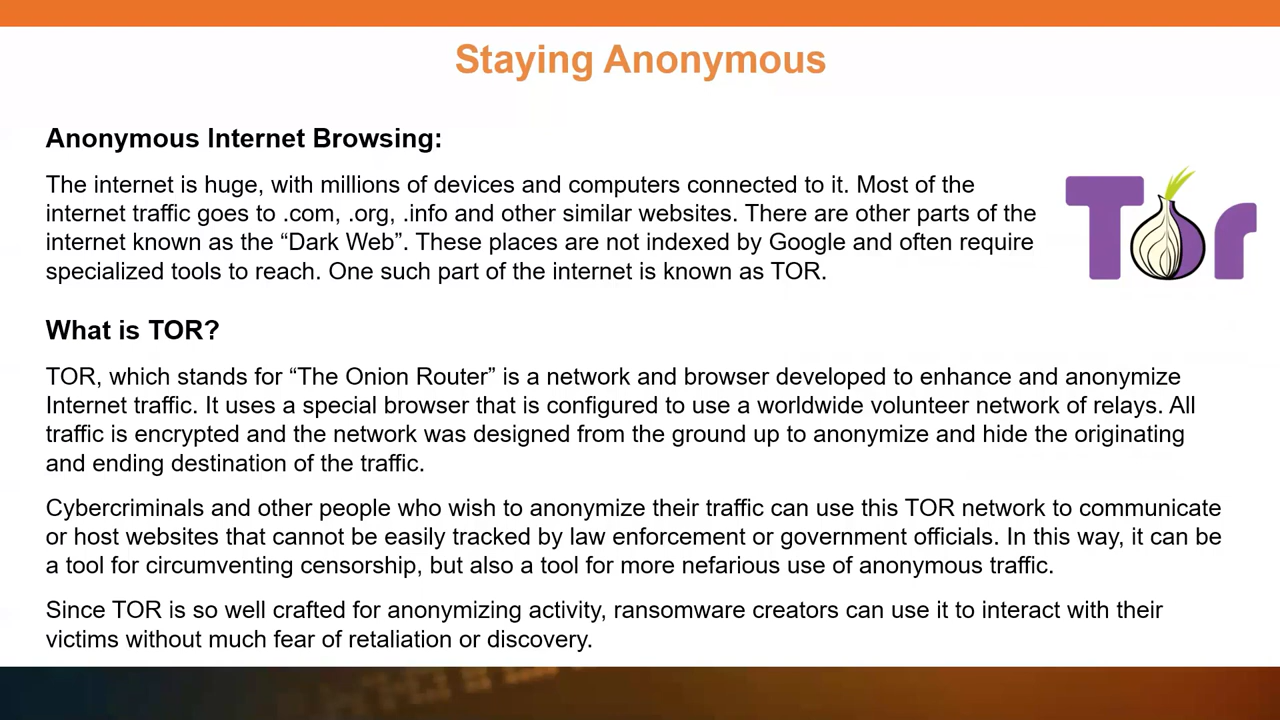 Staying Anonymous
Anonymous Internet Browsing:
The internet is huge, with millions of devices and computers connected to it. Most of the
internet traffic goes to .com, .org, .info and other similar websites. There are other parts of the
internet known as the “Dark Web”. These places are not indexed by Google and often require
specialized tools to reach. One such part of the internet is known as TOR.
Tor
What is TOR?
TOR, which stands for “The Onion Router” is a network and browser developed to enhance and anonymize
Internet traffic. It uses a special browser that is configured to use a worldwide volunteer network of relays. All
traffic is encrypted and the network was designed from the ground up to anonymize and hide the originating
and ending destination of the traffic.
Cybercriminals and other people who wish to anonymize their traffic can use this TOR network to communicate
or host websites that cannot be easily tracked by law enforcement or government officials. In this way, it can be
a tool for circumventing censorship, but also a tool for more nefarious use of anonymous traffic.
Since TOR is so well crafted for anonymizing activity, ransomware creators can use it to interact with their
victims without much fear of retaliation or discovery.